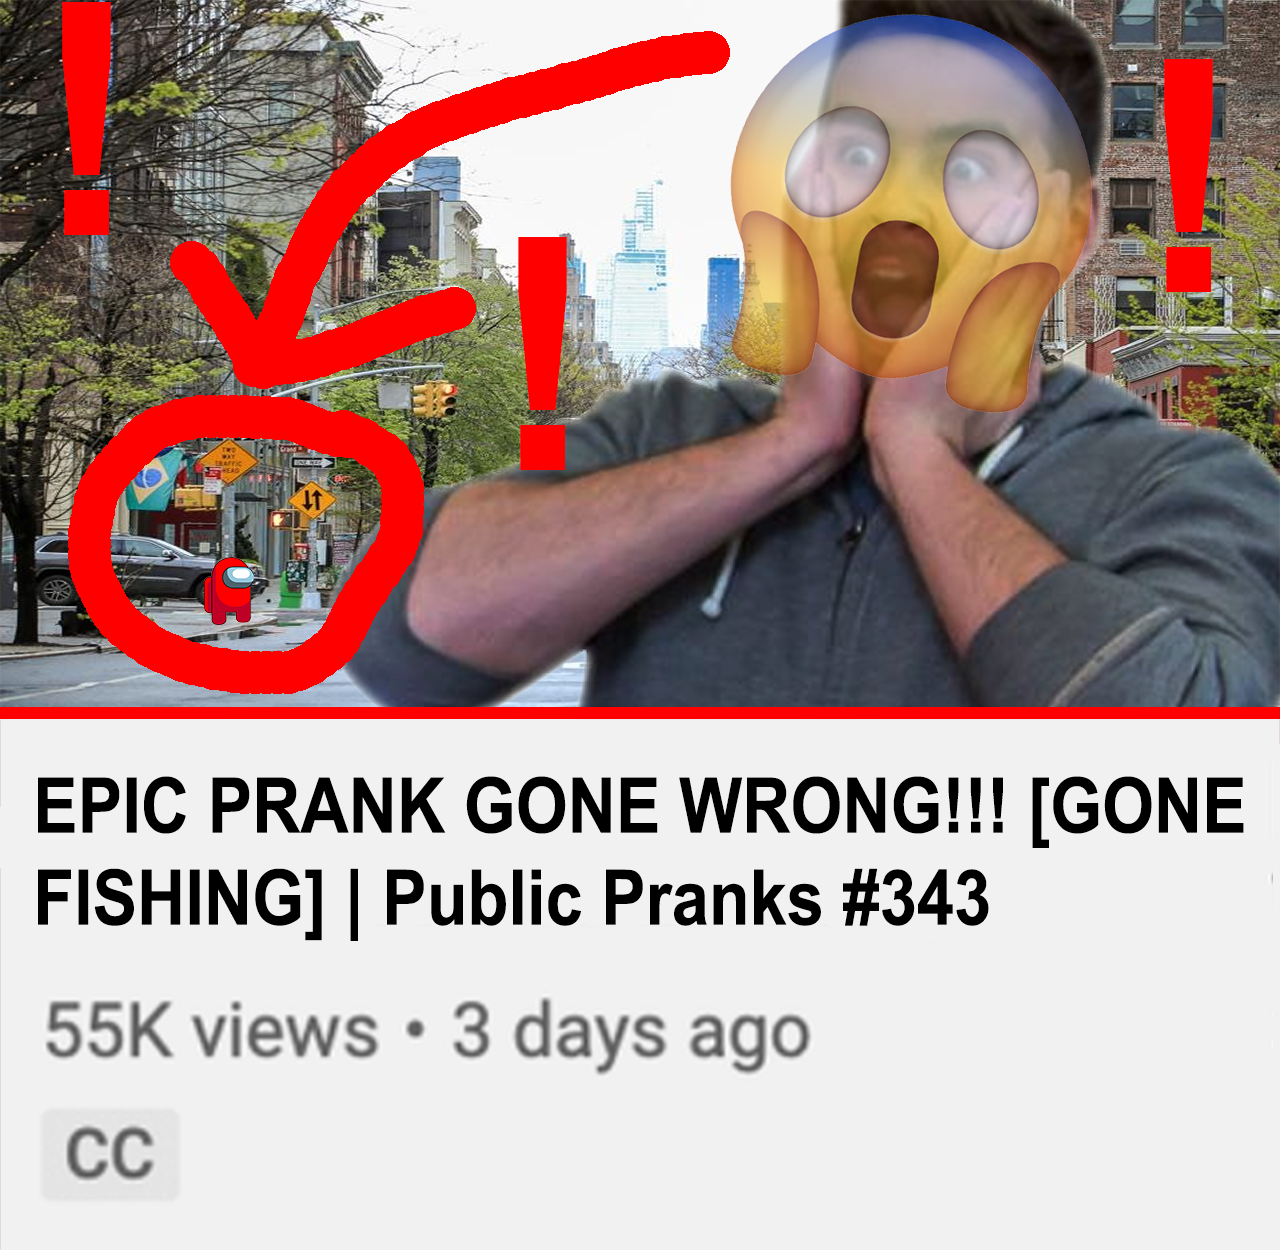 !
!
!
TWO
WAY
TRAFFIC
AHEAD
Grand
ONE WAY
EPIC PRANK GONE WRONG!!! [GONE
FISHING] | Public Pranks #343
55K views • 3 days ago
CC